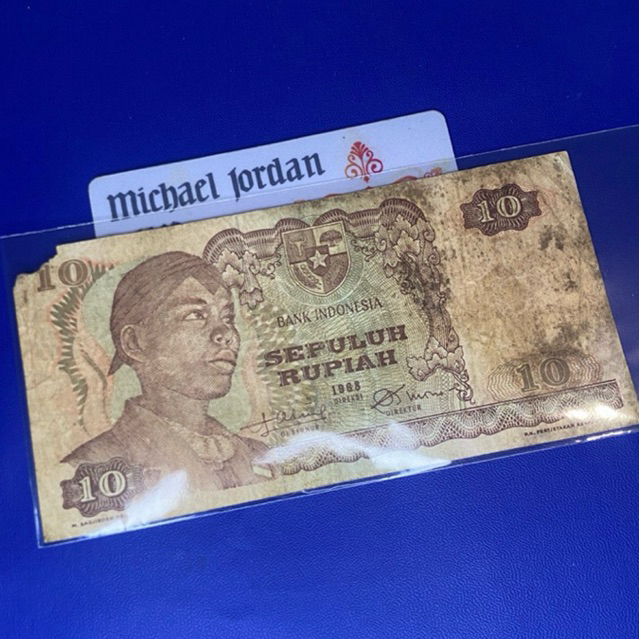 Michael Jordan
10
10
BANK INDONESIA
SEPULUH
RUPIAH
1968
DIREKSI
DIREKTUR
10
10